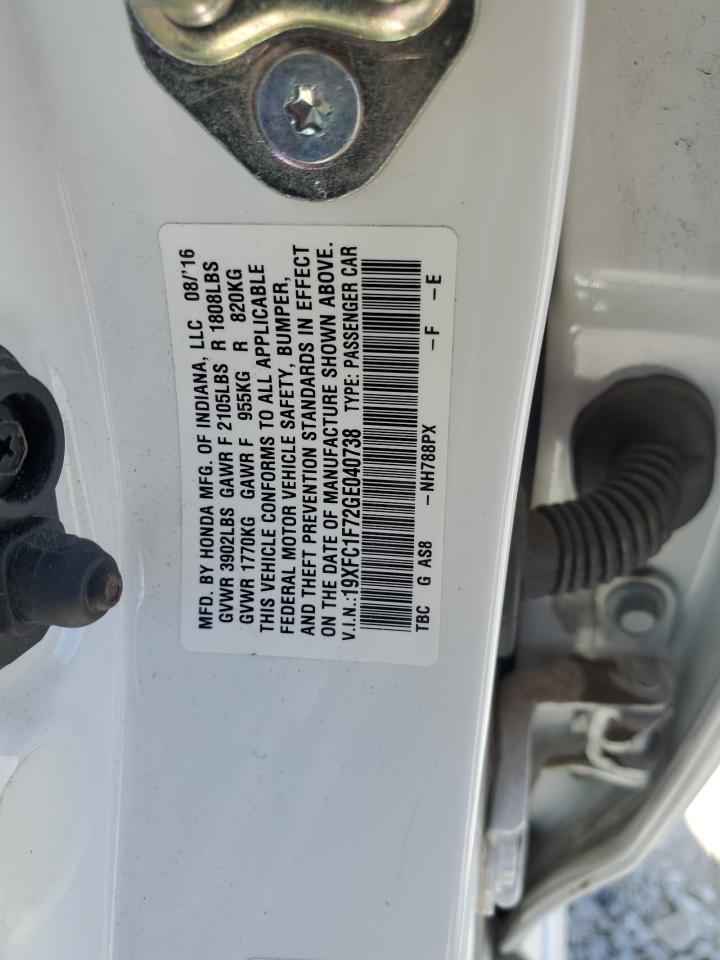 MFD. BY HONDA MFG. OF INDIANA, LLC 08/'16
GVWR 3902LBS GAWR F 2105LBS R 1808LBS
GVWR 1770KG GAWR F 955KG R 820KG
THIS VEHICLE CONFORMS TO ALL APPLICABLE
FEDERAL MOTOR VEHICLE SAFETY, BUMPER,
AND THEFT PREVENTION STANDARDS IN EFFECT
ON THE DATE OF MANUFACTURE SHOWN ABOVE.
V.I.N.:19XFC1F72GE040738 TYPE: PASSENGER CAR
TBC G AS8 -NH788PX -F -E